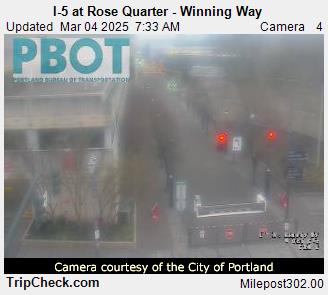 I-5 at Rose Quarter - Winning Way
Updated Mar 04 2025 7:33 AM Camera 4
PBOT
PORTLAND BUREAU OF TRANSPORTATION
Camera courtesy of the City of Portland
TripCheck.com Milepost302.00